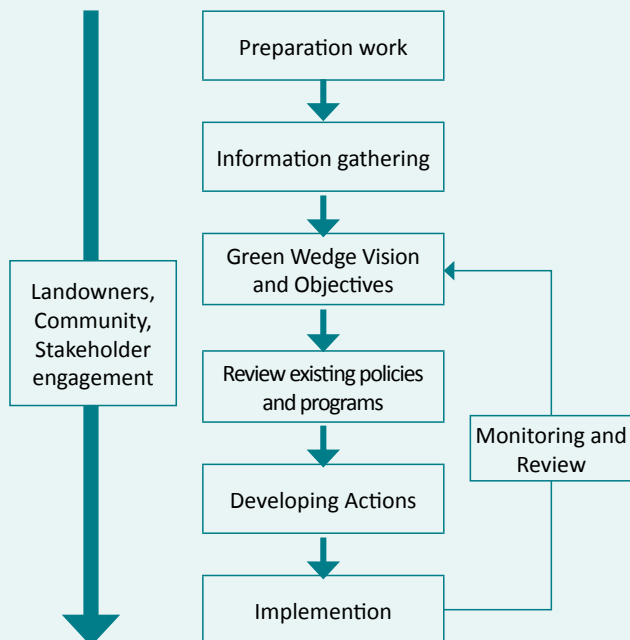 Preparation work
Information gathering
Green Wedge Vision
and Objectives
Landowners,
Community,
Stakeholder
engagement
Review existing policies
and programs
Monitoring and
Review
Developing Actions
Implemention